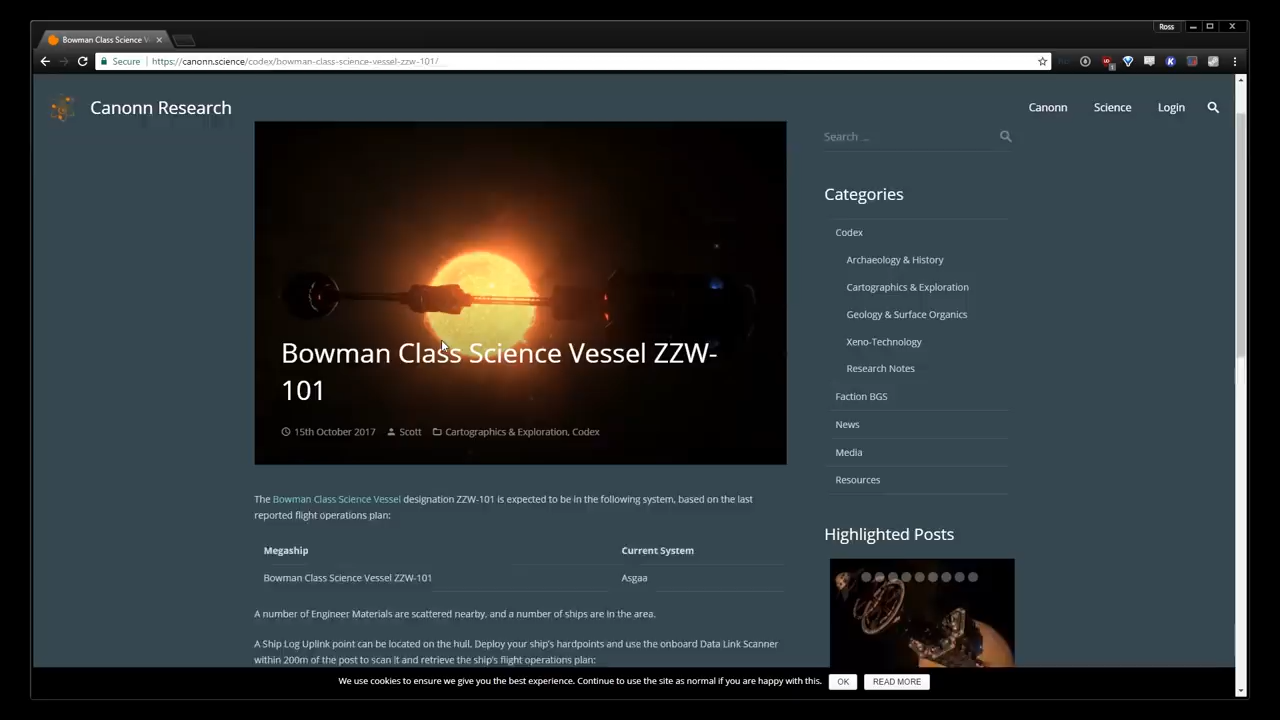 Ross
Bowman Class Science V
Secure https://canonn.science/codex/bowman-class-science-vessel-zzw-101/
Canonn Research
Canonn Science Login
Search ...
Categories
Codex
Archaeology & History
Cartographics & Exploration
Geology & Surface Organics
Xeno-Technology
Research Notes
Faction BGS
News
Media
Resources
Highlighted Posts
Bowman Class Science Vessel ZZW-
101
15th October 2017 Scott Cartographics & Exploration, Codex
The Bowman Class Science Vessel designation ZZW-101 is expected to be in the following system, based on the last
reported flight operations plan:
Megaship Current System
Bowman Class Science Vessel ZZW-101 Asgaa
A number of Engineer Materials are scattered nearby, and a number of ships are in the area.
A Ship Log Uplink point can be located on the hull. Deploy your ship's hardpoints and use the onboard Data Link Scanner
within 200m of the post to scan it and retrieve the ship's flight operations plan:
We use cookies to ensure we give you the best experience. Continue to use the site as normal if you are happy with this. OK READ MORE